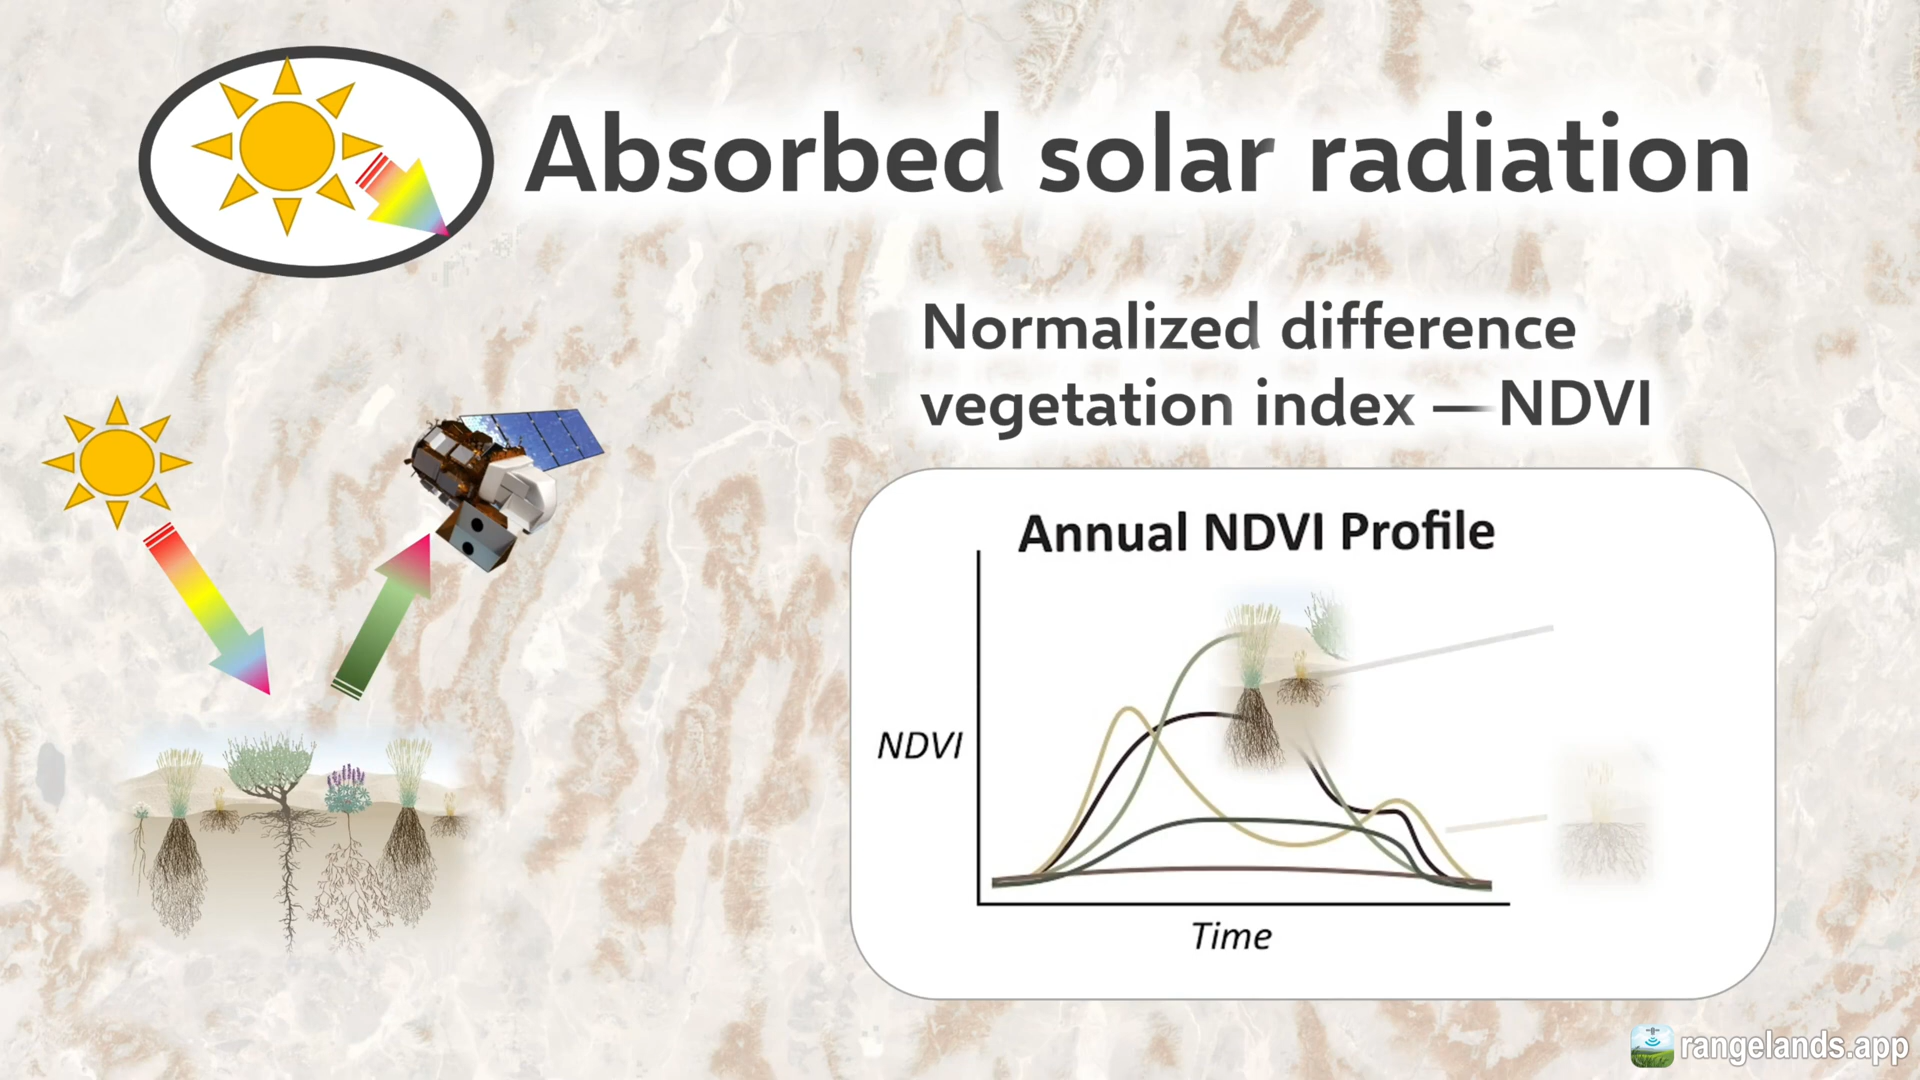 Absorbed solar radiation
Normalized difference
vegetation index — NDVI
Annual NDVI Profile
NDVI
Time
rangelands.app